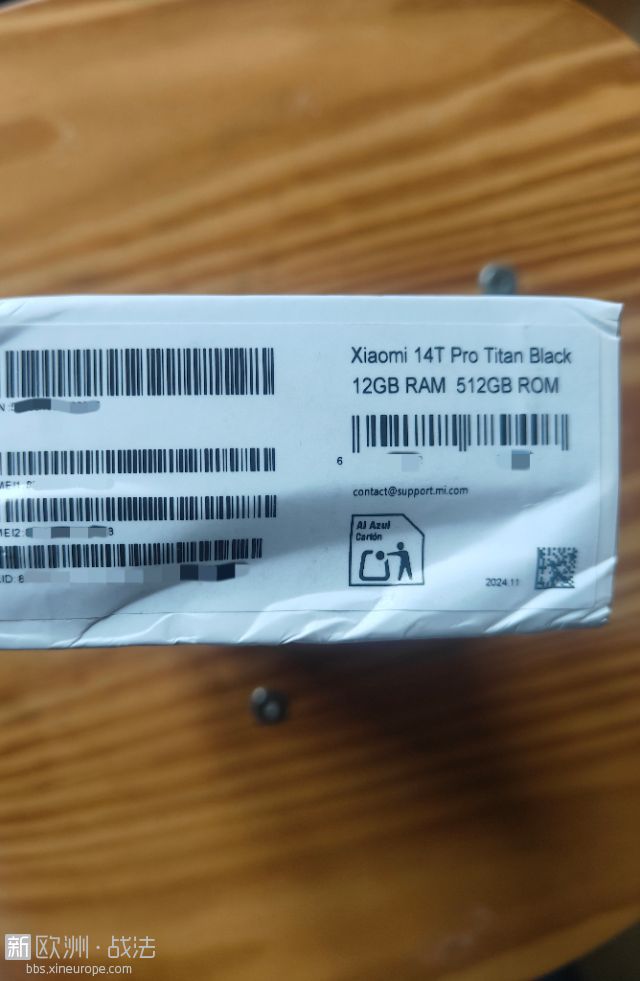 Xiaomi 14T Pro Titan Black
12GB RAM 512GB ROM
6
contact@support.mi.com
Al Azul
Cartón
2024.11
新欧洲·战法
bbs.xineurope.com